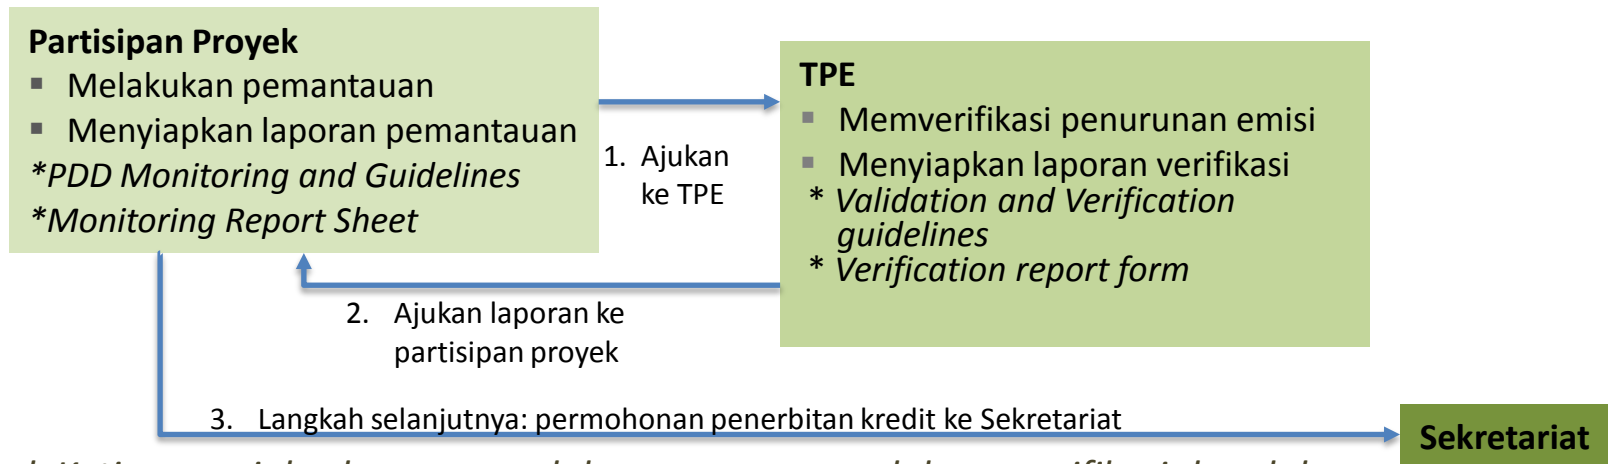 Partisipan Proyek
▪ Melakukan pemantauan
▪ Menyiapkan laporan pemantauan
*PDD Monitoring and Guidelines
*Monitoring Report Sheet
1. Ajukan
ke TPE
TPE
▪ Memverifikasi penurunan emisi
▪ Menyiapkan laporan verifikasi
* Validation and Verification
guidelines
* Verification report form
2. Ajukan laporan ke
partisipan proyek
3. Langkah selanjutnya: permohonan penerbitan kredit ke Sekretariat
Sekretariat